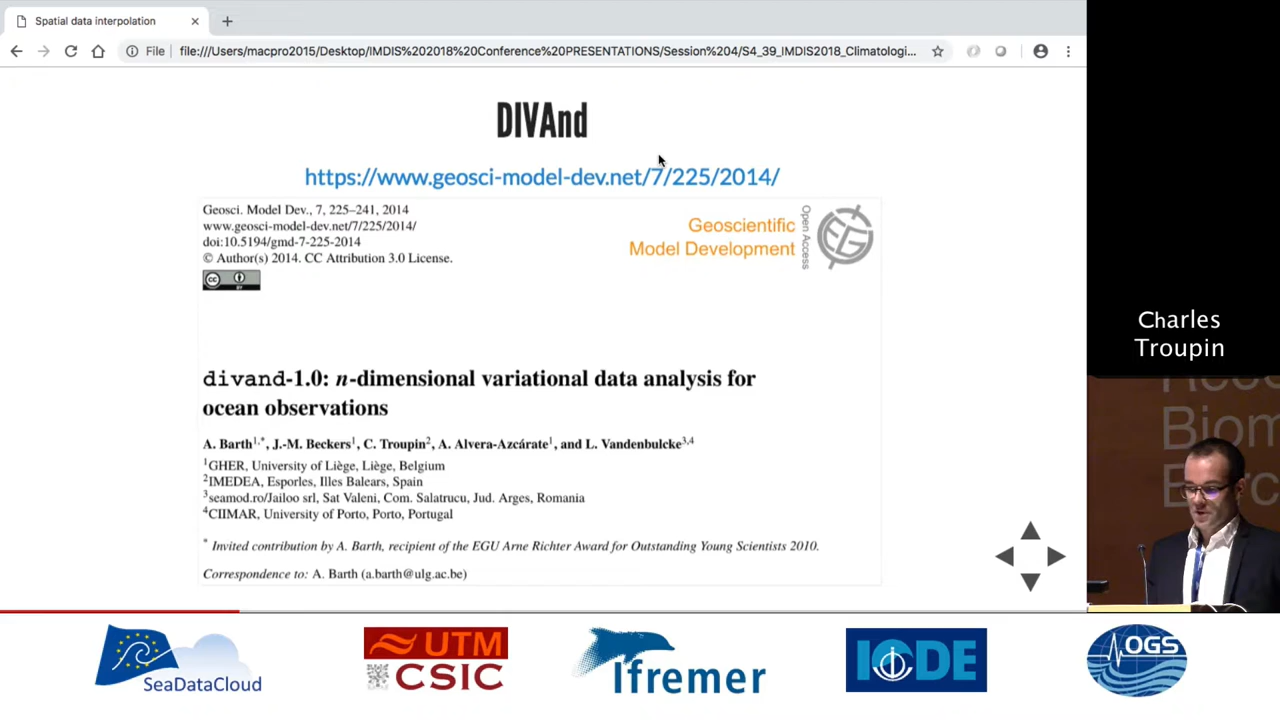 Spatial data interpolation
File
file:///Users/macpro2015/Desktop/IMDIS%202018%20Conference%20PRESENTATIONS/Session%204/S4_39_IMDIS2018_Climatologi...
DIVAnd
https://www.geosci-model-dev.net/7/225/2014/
Geosci. Model Dev., 7, 225–241, 2014
www.geosci-model-dev.net/7/225/2014/
doi:10.5194/gmd-7-225-2014
© Author(s) 2014. CC Attribution 3.0 License.
cc
BY
Geoscientific
Model Development
Open Access
EGU
divand-1.0: n-dimensional variational data analysis for
ocean observations
A. Barth1,*, J.-M. Beckers1, C. Troupin2, A. Alvera-Azcárate1, and L. Vandenbulcke3,4
1GHER, University of Liège, Liège, Belgium
2IMEDEA, Esporles, Illes Balears, Spain
3seamod.ro/Jailoo srl, Sat Valeni, Com. Salatrucu, Jud. Arges, Romania
4CIIMAR, University of Porto, Porto, Portugal
* Invited contribution by A. Barth, recipient of the EGU Arne Richter Award for Outstanding Young Scientists 2010.
Correspondence to: A. Barth (a.barth@ulg.ac.be)
Charles
Troupin
Biom
SeaDataCloud
UTM
CSIC
Ifremer
IODE
OGS